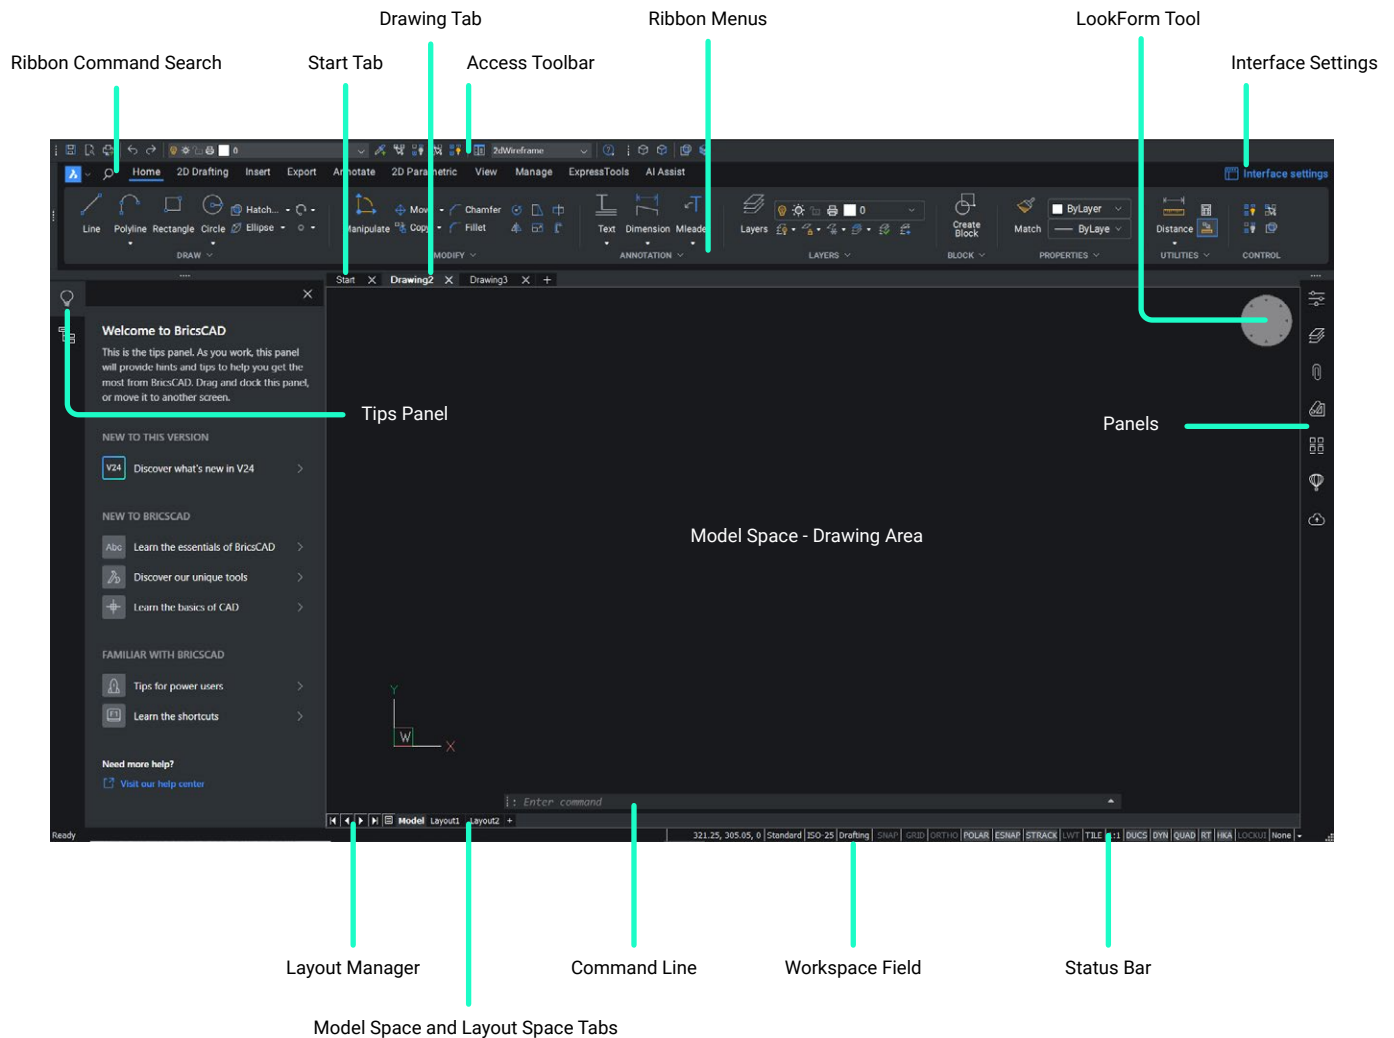 Drawing Tab
Ribbon Menus
LookForm Tool
Ribbon Command Search
Start Tab
Access Toolbar
Interface Settings
0
2dWireframe
Home 2D Drafting Insert Export Annotate 2D Parametric View Manage ExpressTools AI Assist
Interface settings
Hatch...
Move
Chamfer
0
ByLayer
Line Polyline Rectangle Circle Ellipse
Manipulate Copy Fillet
Text Dimension Mleader
Layers
Create
Block
Match
ByLaye
Distance
DRAW MODIFY ANNOTATION LAYERS BLOCK PROPERTIES UTILITIES CONTROL
Start Drawing2 Drawing3 +
Welcome to BricsCAD
This is the tips panel. As you work, this panel
will provide hints and tips to help you get the
most from BricsCAD. Drag and dock this panel,
or move it to another screen.
Tips Panel
Panels
NEW TO THIS VERSION
V24 Discover what's new in V24
NEW TO BRICSCAD
Abc Learn the essentials of BricsCAD
Discover our unique tools
Learn the basics of CAD
Model Space - Drawing Area
FAMILIAR WITH BRICSCAD
Tips for power users
F1 Learn the shortcuts
Y
W
X
Need more help?
Visit our help center
: Enter command
Model Layout1 Layout2 +
Ready
321.25, 305.05, 0 Standard ISO-25 Drafting SNAP GRID ORTHO POLAR ESNAP STRACK LWT TILE 1:1 DUCS DYN QUAD RT HKA LOCKUI None
Layout Manager
Command Line
Workspace Field
Status Bar
Model Space and Layout Space Tabs